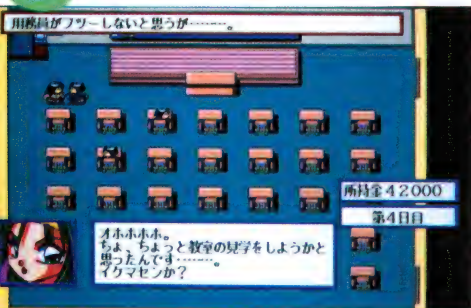 用務員がフツーしないと思うが………。
所持金42000
第4日目
オホホホホ。
ちょ、ちょっと教室の見学をしようかと
思ったんです………。
イケマセンか？